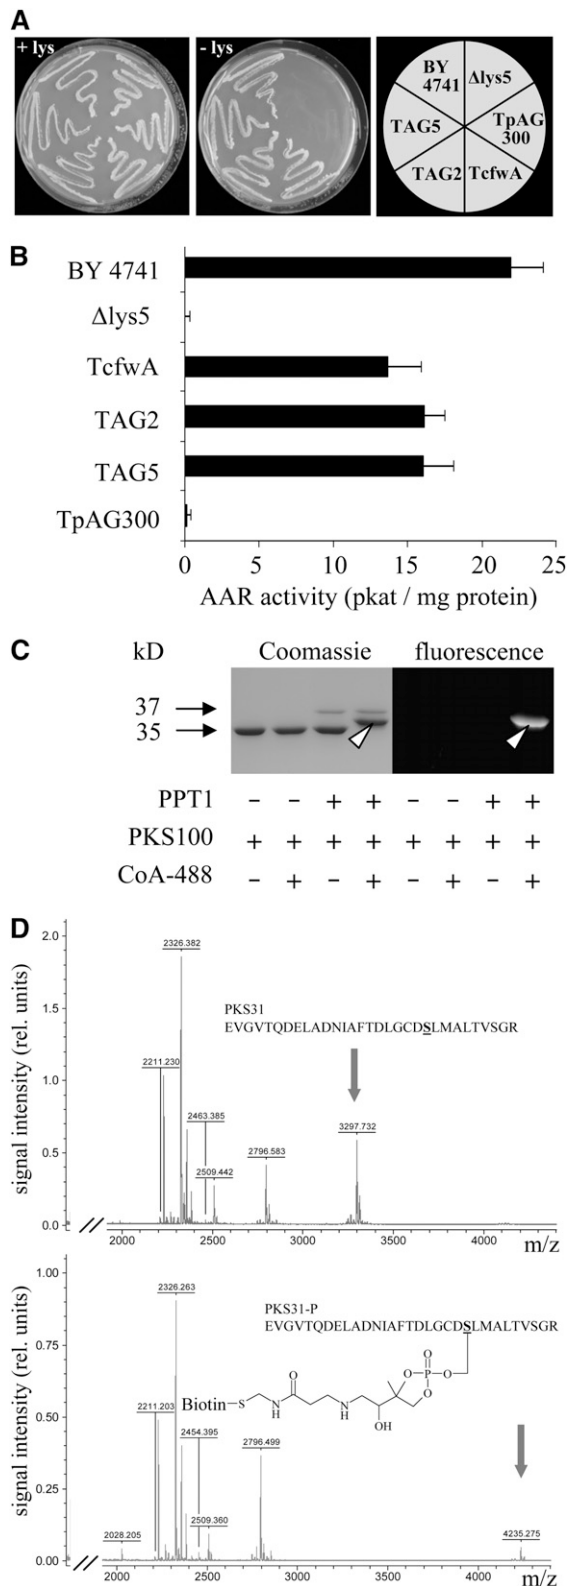 A
+ lys
- lys
BY 4741
Δlys5
TAG5
TpAG 300
TAG2
TcfwA
B
BY 4741
Δlys5
TcfwA
TAG2
TAG5
TpAG300
0 5 10 15 20 25
AAR activity (pkat / mg protein)
C
kD
Coomassie
fluorescence
37
35
PPT1 - - + + - - + +
PKS100 + + + + + + + +
CoA-488 - + - + - + - +
D
signal intensity (rel. units)
2.0
1.5
1.0
0.5
0.0
2326.382
2211.230
2463.385
2509.442
2796.583
3297.732
PKS31
EVGVTQDELADNIAFTDLGCDSLMALTVSGR
2000 2500 3000 3500 4000
m/z
signal intensity (rel. units)
1.00
0.75
0.50
0.25
0.00
2326.263
2211.203
2454.395
2796.499
2509.360
2028.205
4235.275
PKS31-P
EVGVTQDELADNIAFTDLGCDSLMALTVSGR
Biotin
S
N
H
O
N
H
OH
O
O
P
O
O
2000 2400 2800 3200 3600 4000
m/z